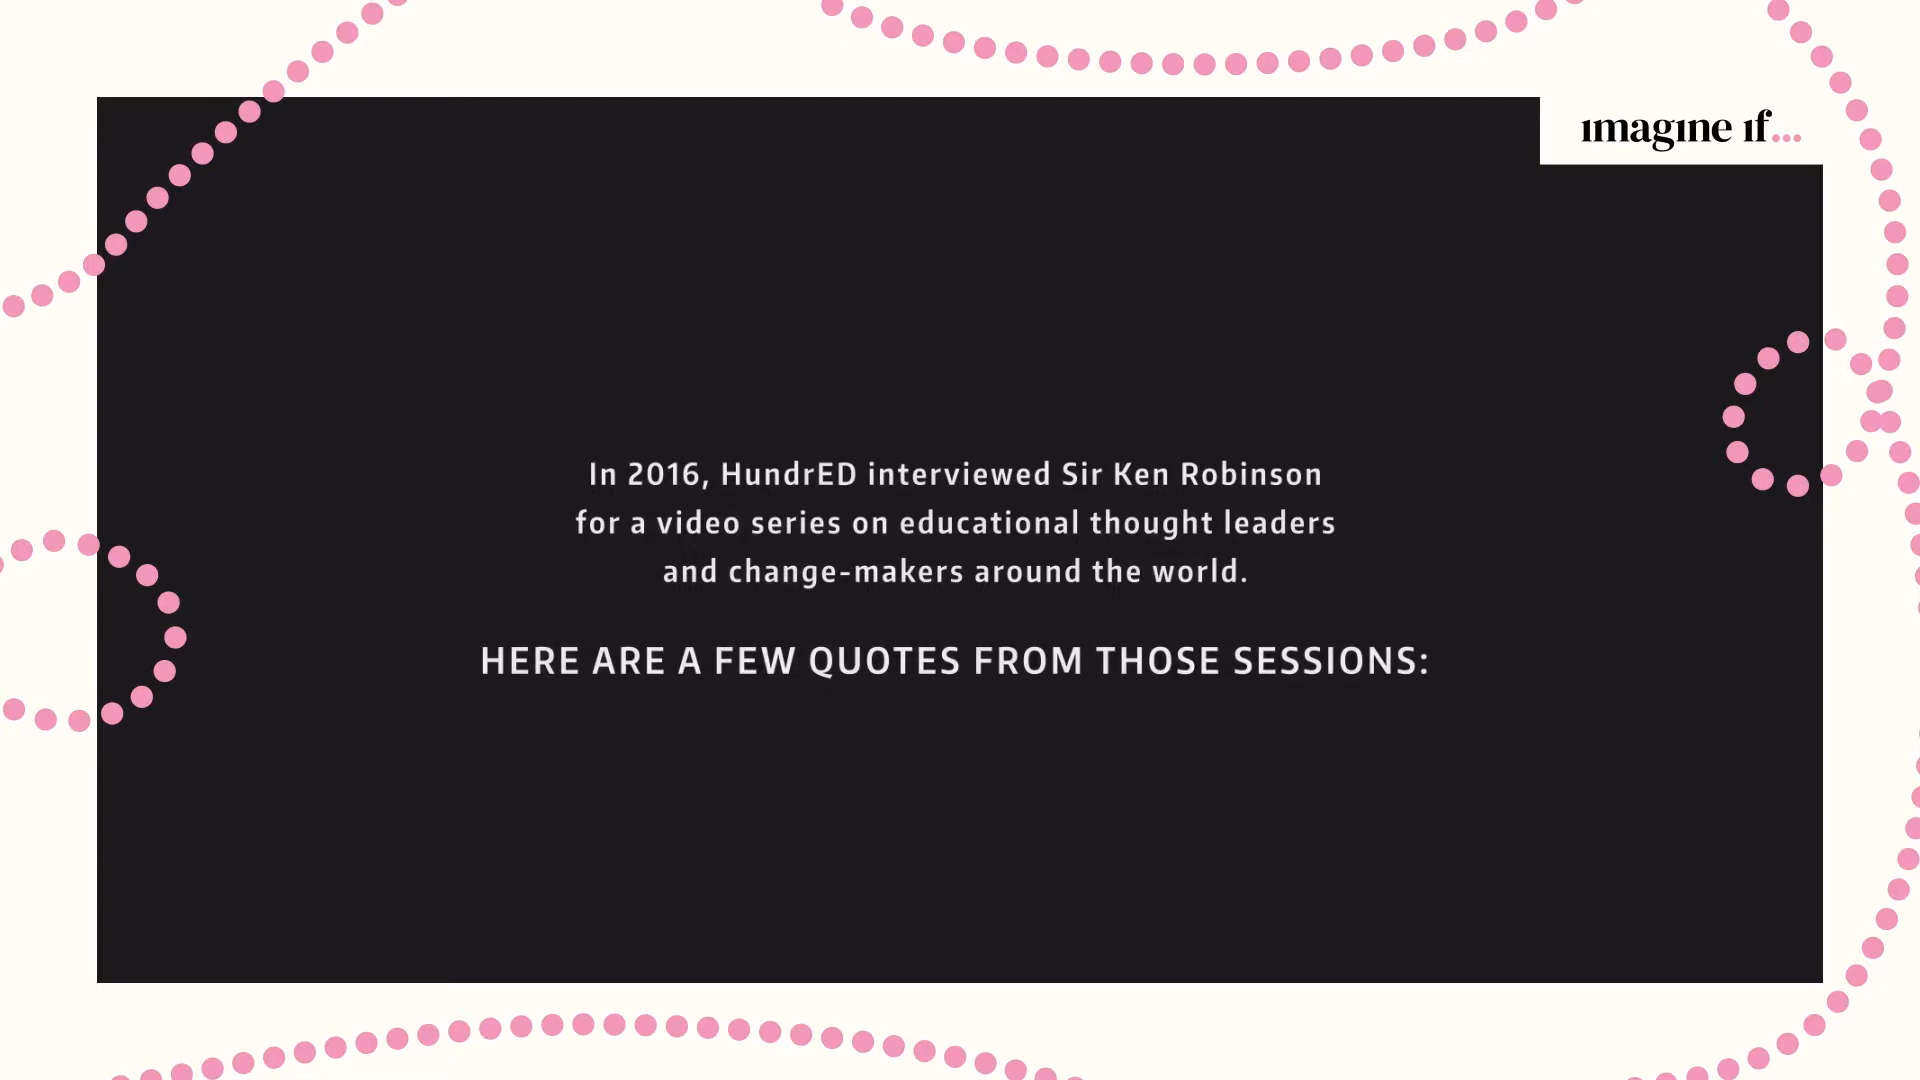 imagine if...
In 2016, HundrED interviewed Sir Ken Robinson
for a video series on educational thought leaders
and change-makers around the world.
HERE ARE A FEW QUOTES FROM THOSE SESSIONS: